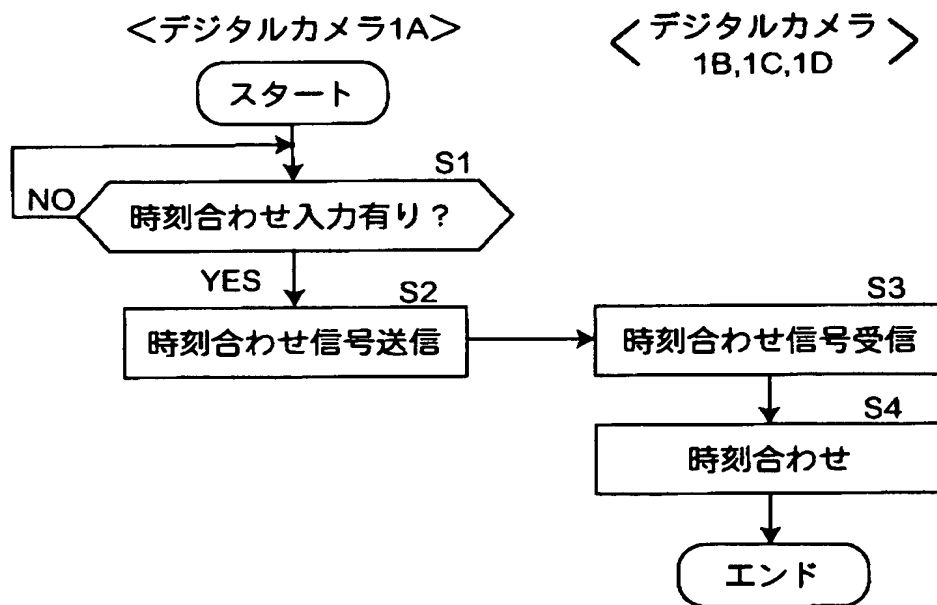 <デジタルカメラ1A>
スタート
S1
NO
時刻合わせ入力有り?
YES
S2
時刻合わせ信号送信
<デジタルカメラ
1B,1C,1D>
S3
時刻合わせ信号受信
S4
時刻合わせ
エンド